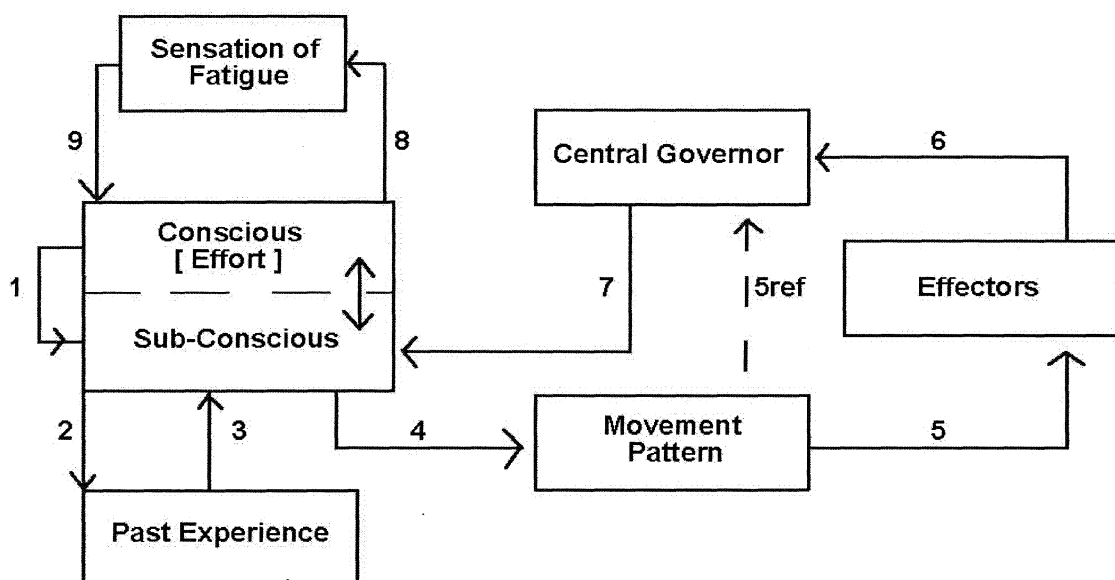 Sensation of
Fatigue
9
8
Central Governor
6
Conscious
[ Effort ]
1
7
5ref
Effectors
Sub-Conscious
2
3
4
Movement
Pattern
5
Past Experience